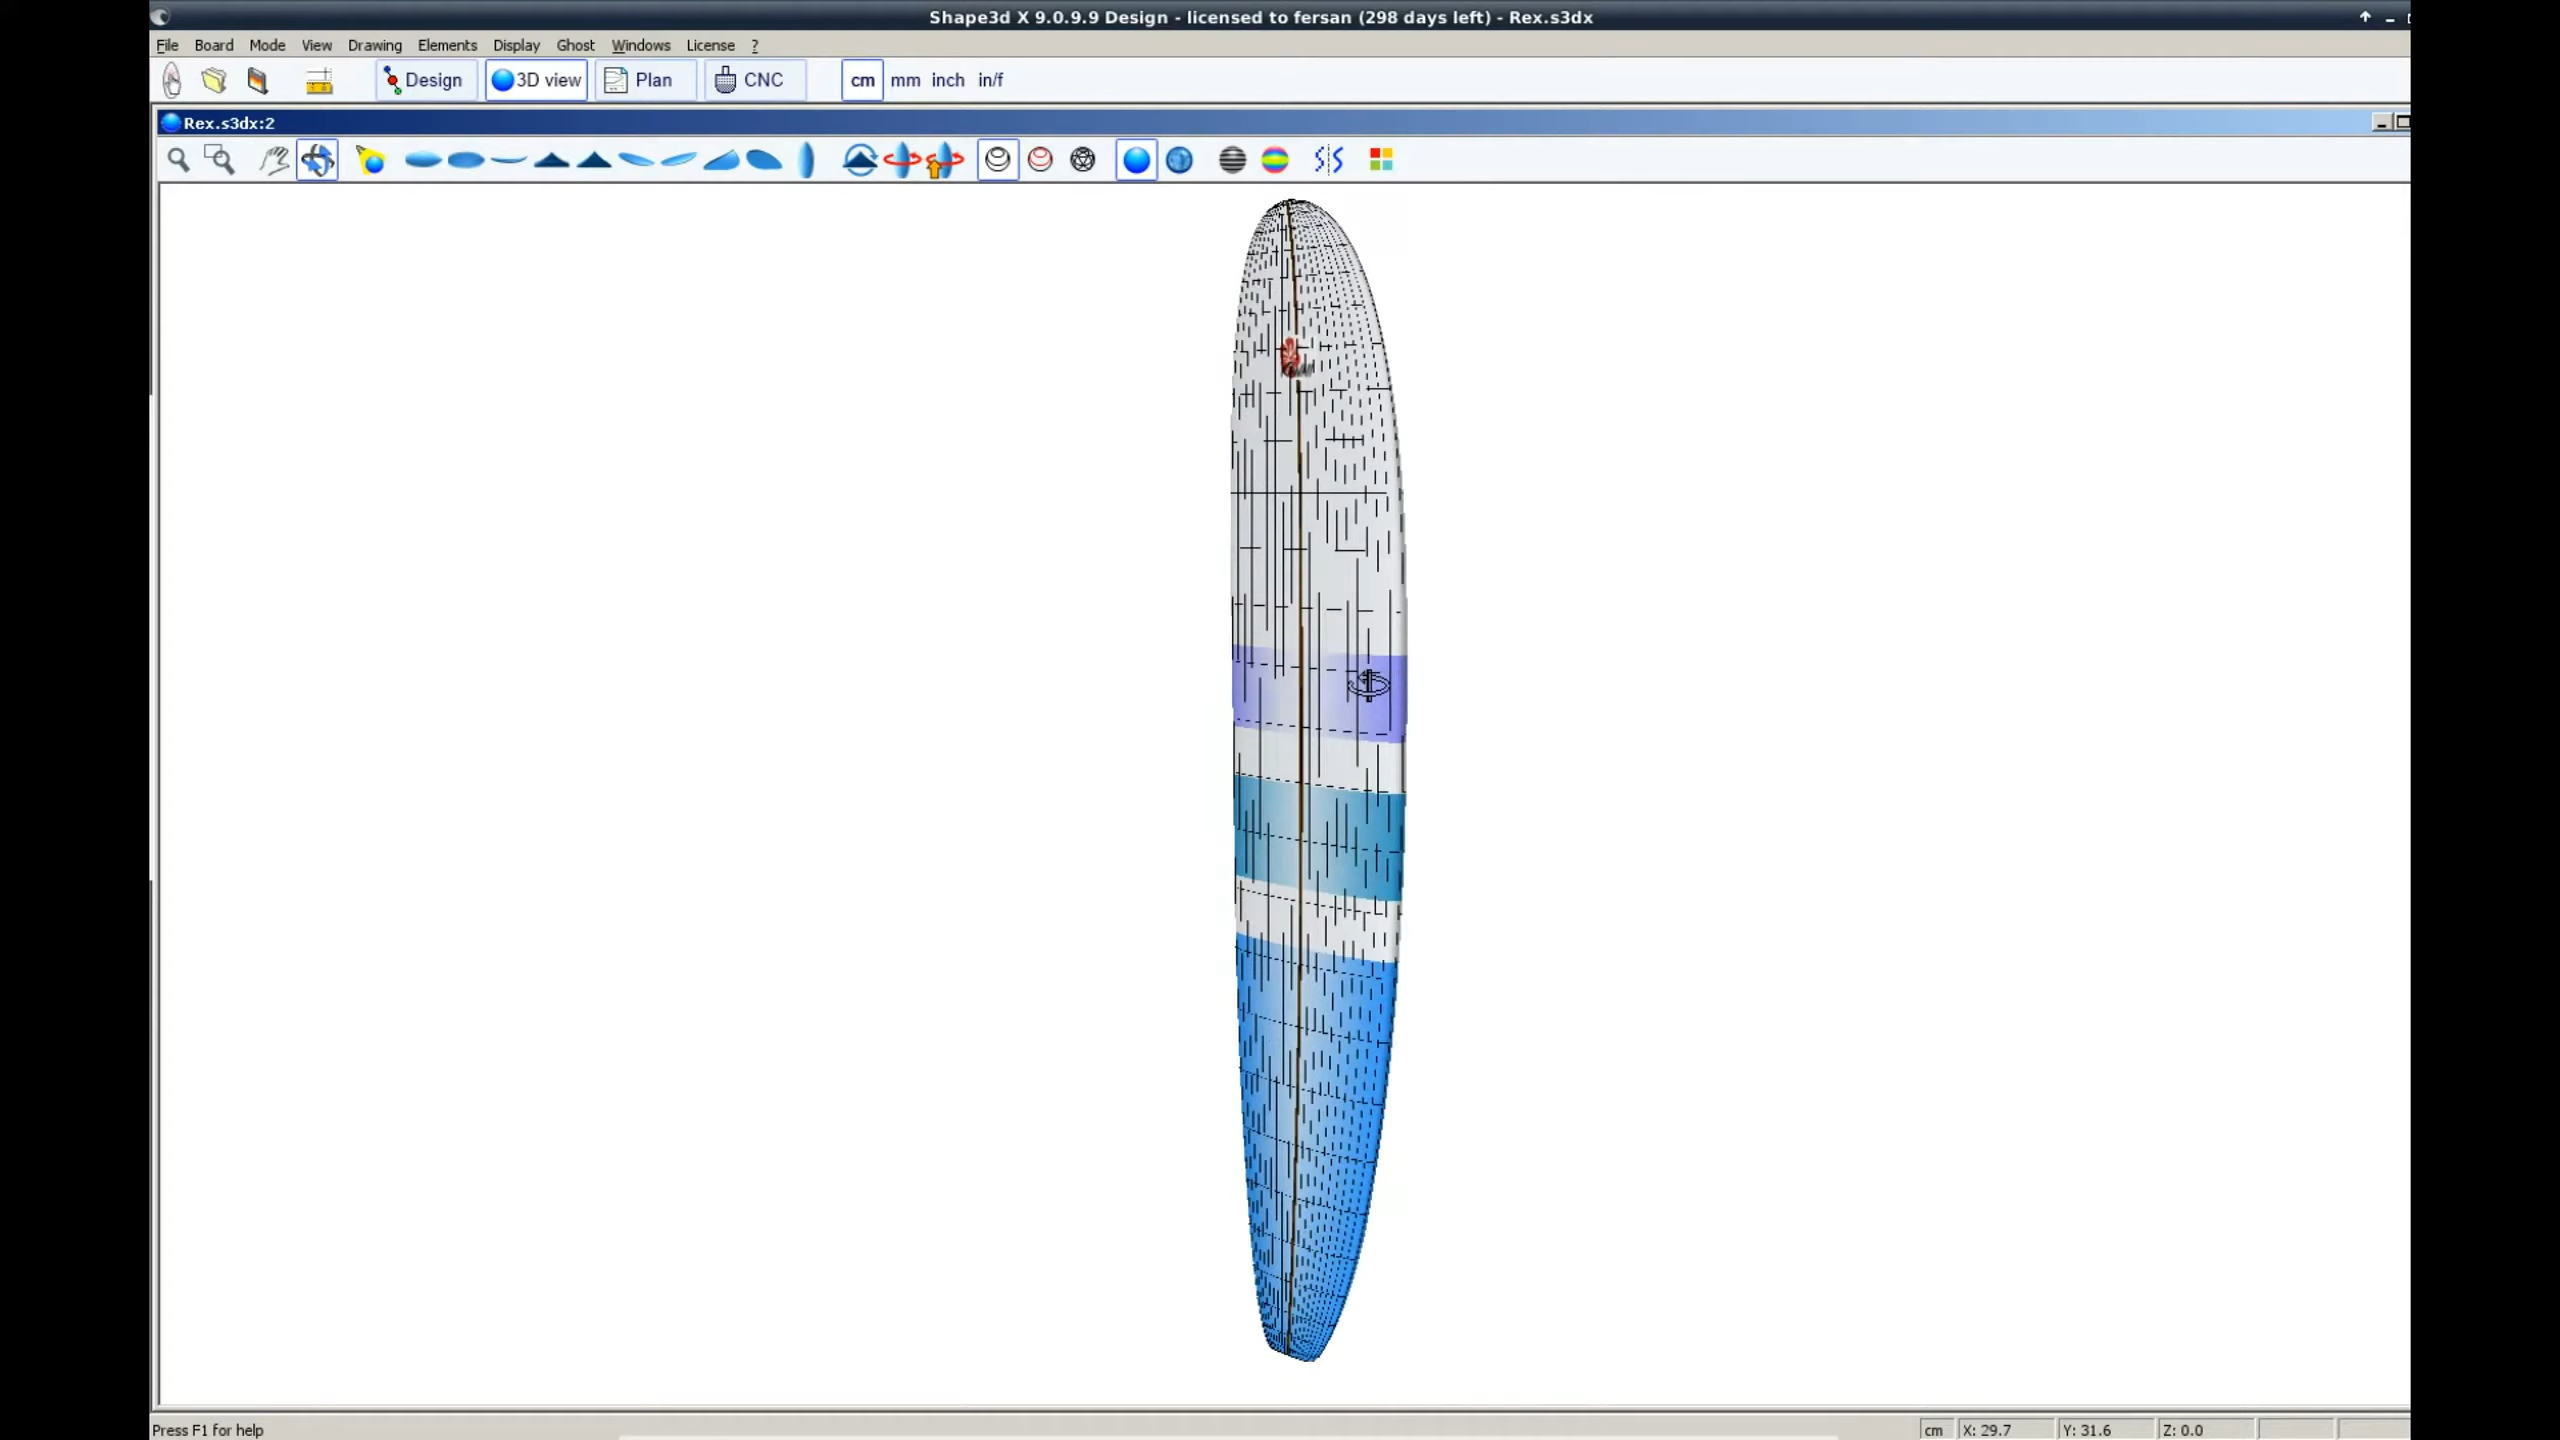 Shape3d X 9.0.9.9 Design - licensed to fersan (298 days left) - Rex.s3dx
File Board Mode View Drawing Elements Display Ghost Windows License ?
Design 3D view Plan CNC cm mm inch in/f
Rex.s3dx:2
Press F1 for help cm X: 29.7 Y: 31.6 Z: 0.0